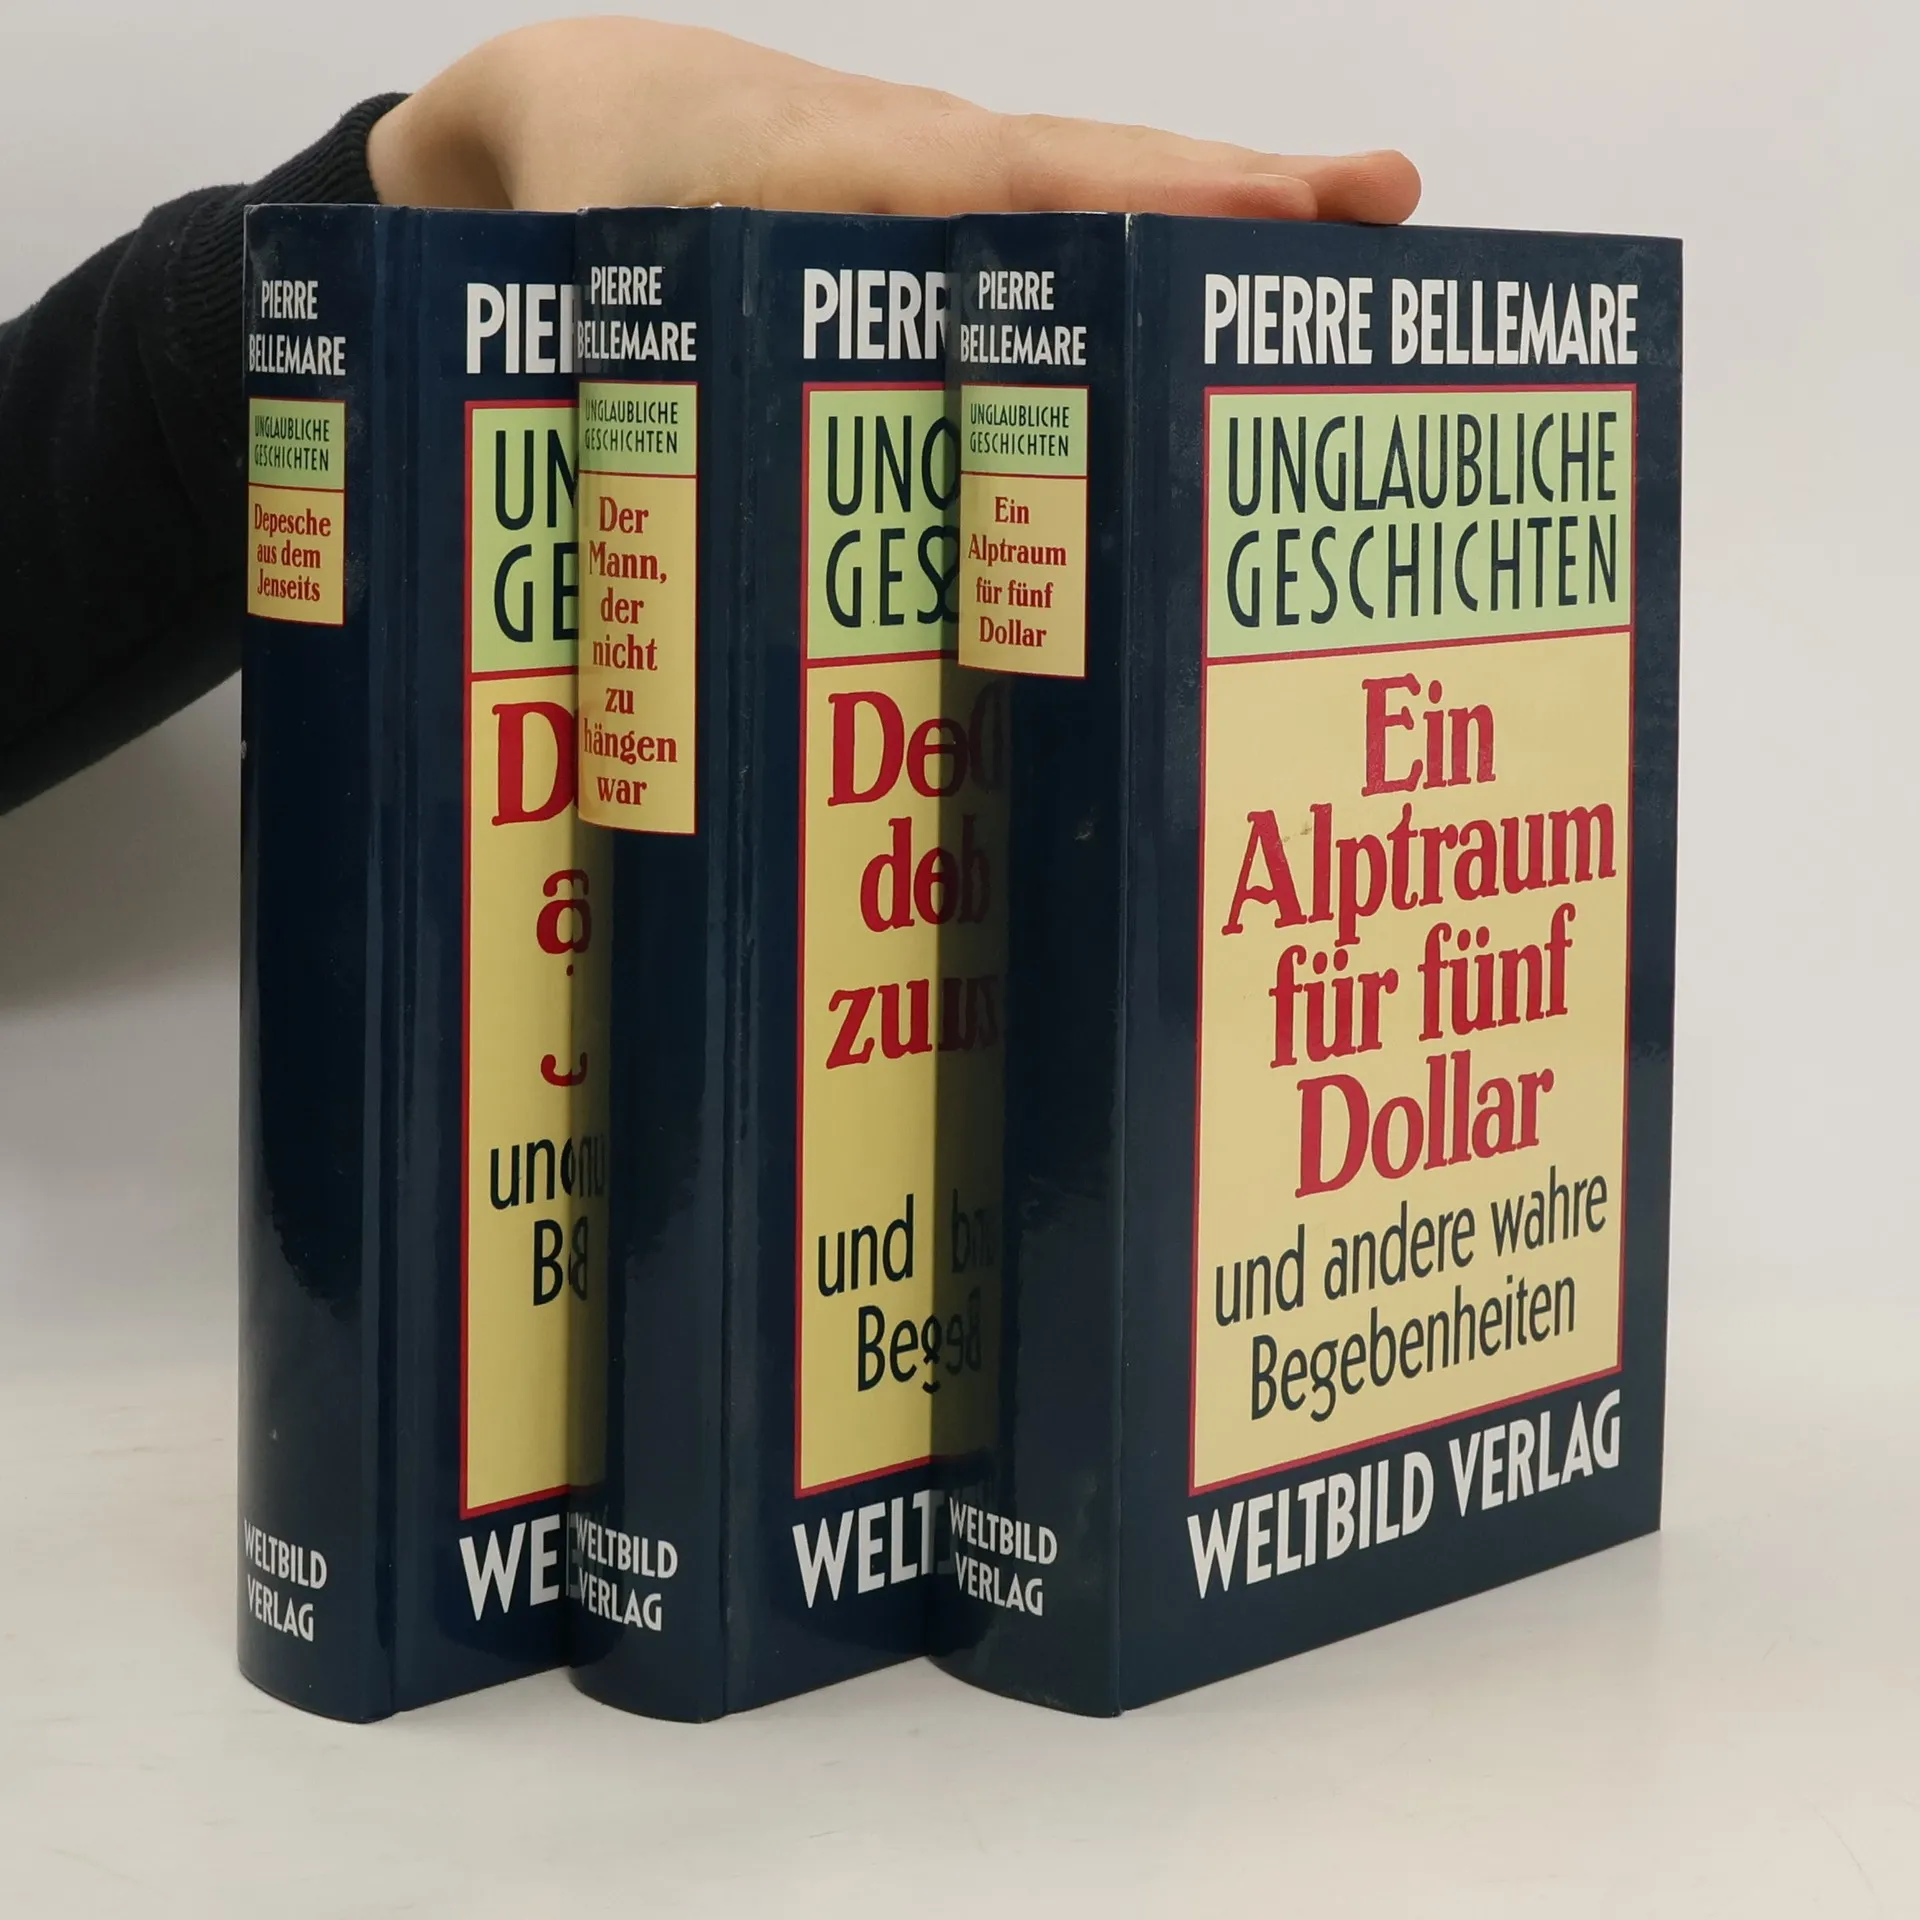 PIERRE
BELLEMARE
UNGLAUBLICHE
GESCHICHTEN
Depesche
aus dem
Jenseits
WELTBILD
VERLAG
PIERRE
BELLEMARE
UNGLAUBLICHE
GESCHICHTEN
Der
Mann,
der
nicht
zu
hängen
war
WELTBILD
VERLAG
und
PIERRE
BELLEMARE
UNGLAUBLICHE
GESCHICHTEN
Ein
Alptraum
für fünf
Dollar
WELTBILD
VERLAG
PIERRE BELLEMARE
UNGLAUBLICHE
GESCHICHTEN
Ein
Alptraum
für fünf
Dollar
und andere wahre
Begebenheiten
WELTBILD VERLAG